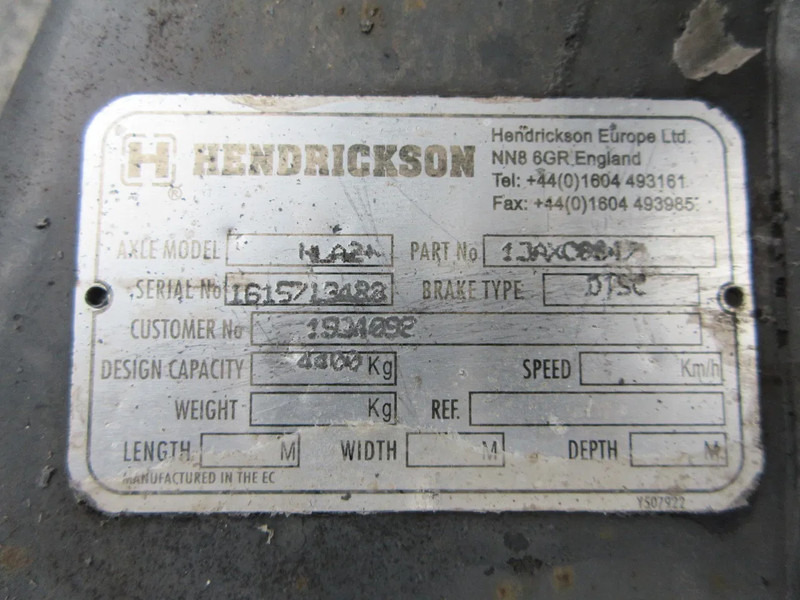 H HENDRICKSON ®
Hendrickson Europe Ltd.
NN8 6GR England
Tel: +44(0)1604 493161
Fax: +44(0)1604 493985
AXLE MODEL PART No
SERIAL No BRAKE TYPE DISC
CUSTOMER No 1934092
DESIGN CAPACITY Kg SPEED Km/h
WEIGHT Kg REF.
LENGTH M WIDTH M DEPTH M
MANUFACTURED IN THE EC
YS07922